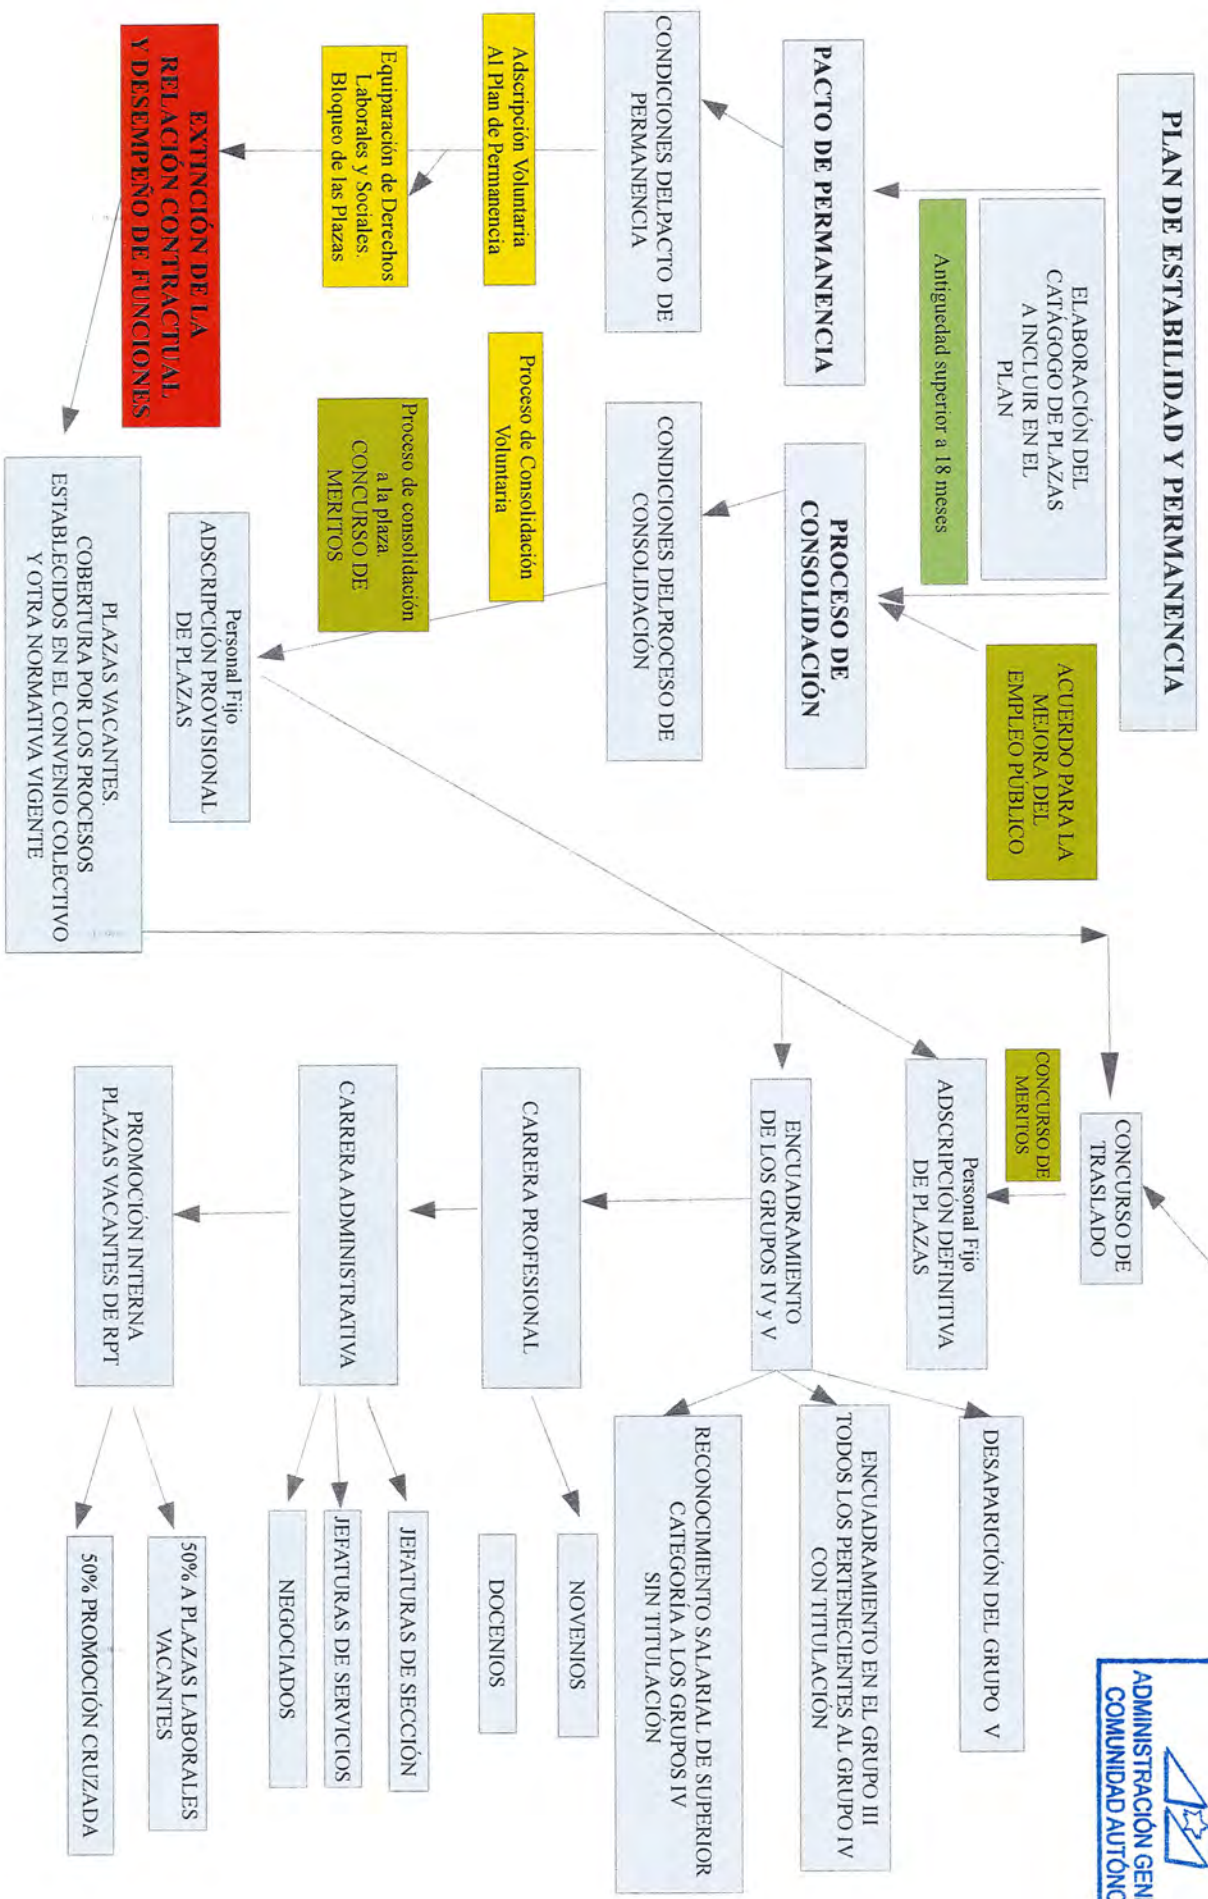 PLAN DE ESTABILIDAD Y PERMANENCIA
ELABORACIÓN DEL
CATÁGOGO DE PLAZAS
A INCLUIR EN EL
PLAN
Antiguedad superior a 18 meses
ACUERDO PARA LA
MEJORA DEL
EMPLEO PÚBLICO
PACTO DE PERMANENCIA
PROCESO DE
CONSOLIDACIÓN
CONDICIONES DELPACTO DE
PERMANENCIA
CONDICIONES DELPROCESO DE
CONSOLIDACIÓN
Adscripción Voluntaria
Al Plan de Permanencia
Proceso de Consolidación
Voluntaria
Equiparación de Derechos
Laborales y Sociales.
Bloqueo de las Plazas
Proceso de consolidación
a la plaza.
CONCURSO DE
MERITOS
EXTINCIÓN DE LA
RELACIÓN CONTRACTUAL
Y DESEMPEÑO DE FUNCIONES
Personal Fijo
ADSCRIPCIÓN PROVISIONAL
DE PLAZAS
PLAZAS VACANTES.
COBERTURA POR LOS PROCESOS
ESTABLECIDOS EN EL CONVENIO COLECTIVO
Y OTRA NORMATIVA VIGENTE
CONCURSO DE
TRASLADO
CONCURSO DE
MERITOS
Personal Fijo
ADSCRIPCIÓN DEFINITIVA
DE PLAZAS
ENCUADRAMIENTO
DE LOS GRUPOS IV y V
DESAPARICIÓN DEL GRUPO V
ENCUADRAMIENTO EN EL GRUPO III
TODOS LOS PERTENECIENTES AL GRUPO IV
CON TITULACIÓN
RECONOCIMIENTO SALARIAL DE SUPERIOR
CATEGORÍA A LOS GRUPOS IV
SIN TITULACIÓN
CARRERA PROFESIONAL
NOVENIOS
DOCENIOS
CARRERA ADMINISTRATIVA
JEFATURAS DE SECCIÓN
JEFATURAS DE SERVICIOS
NEGOCIADOS
PROMOCIÓN INTERNA
PLAZAS VACANTES DE RPT
50% A PLAZAS LABORALES
VACANTES
50% PROMOCIÓN CRUZADA
ADMINISTRACIÓN GEN
COMUNIDAD AUTÓNO